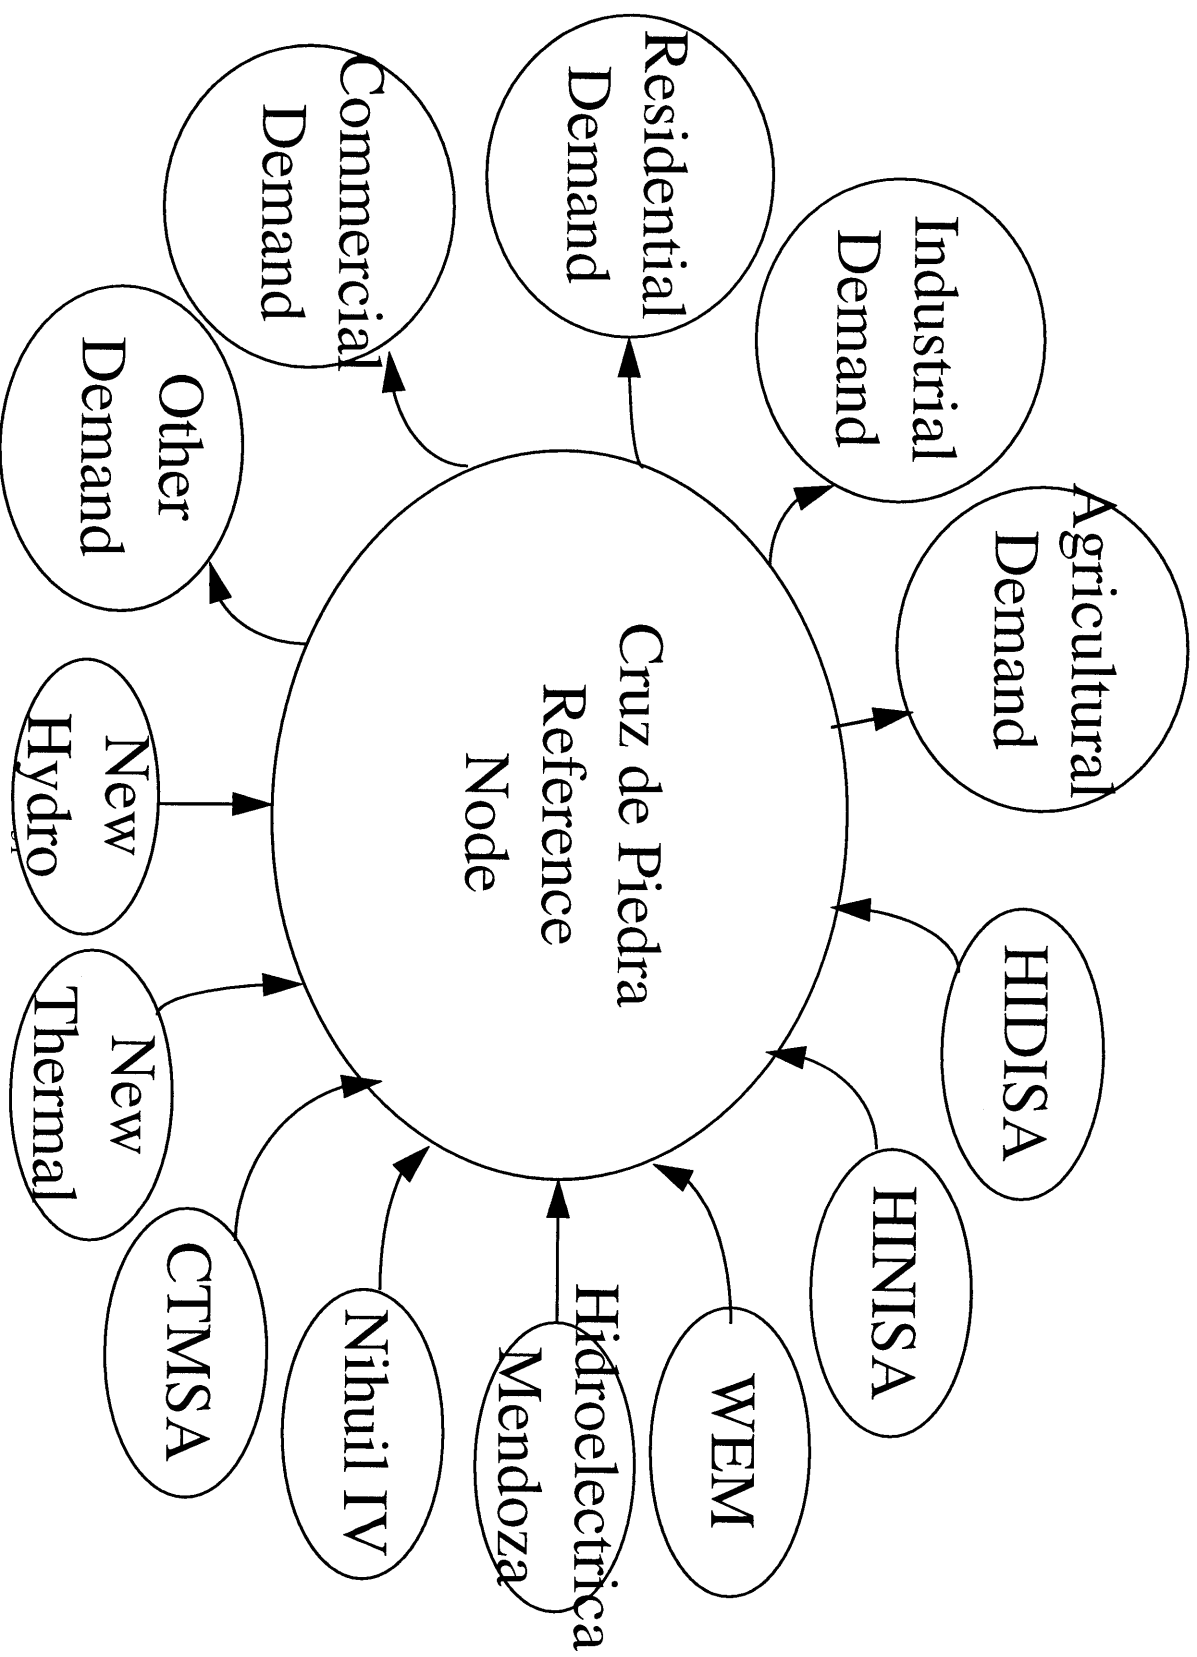 Agricultural
Demand
Industrial
Demand
Residential
Demand
Commercial
Demand
Other
Demand
Cruz de Piedra
Reference
Node
HIDISA
HINISA
WEM
Hidroelectrica
Mendoza
Nihuil IV
CTMSA
New
Thermal
New
Hydro